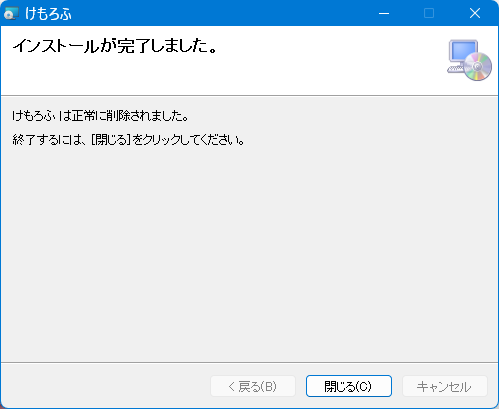 けもろふ
インストールが完了しました。
けもろふ は正常に削除されました。
終了するには、[閉じる]をクリックしてください。
< 戻る(B)
閉じる(C)
キャンセル